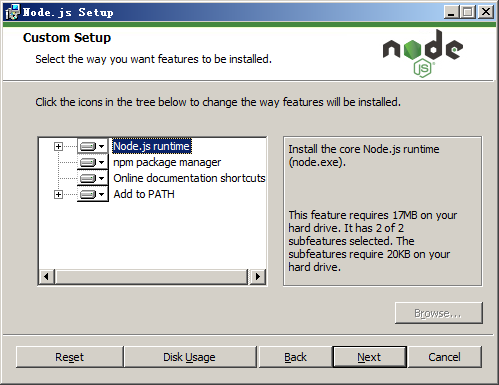 Node.js Setup
Custom Setup
Select the way you want features to be installed.
node
JS
Click the icons in the tree below to change the way features will be installed.
Node.js runtime
npm package manager
Online documentation shortcuts
Add to PATH
Install the core Node.js runtime
(node.exe).
This feature requires 17MB on your
hard drive. It has 2 of 2
subfeatures selected. The
subfeatures require 20KB on your
hard drive.
Browse...
Reset
Disk Usage
Back
Next
Cancel